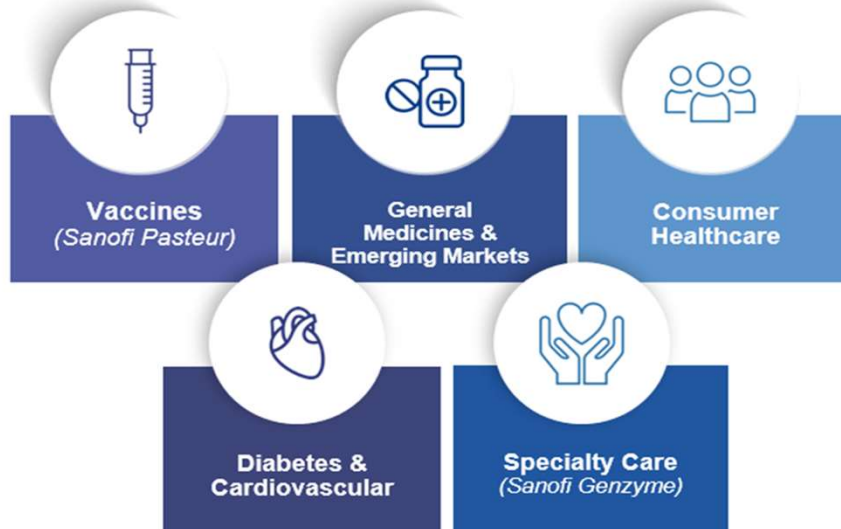 Vaccines
(Sanofi Pasteur)
General
Medicines &
Emerging Markets
Consumer
Healthcare
Diabetes &
Cardiovascular
Specialty Care
(Sanofi Genzyme)